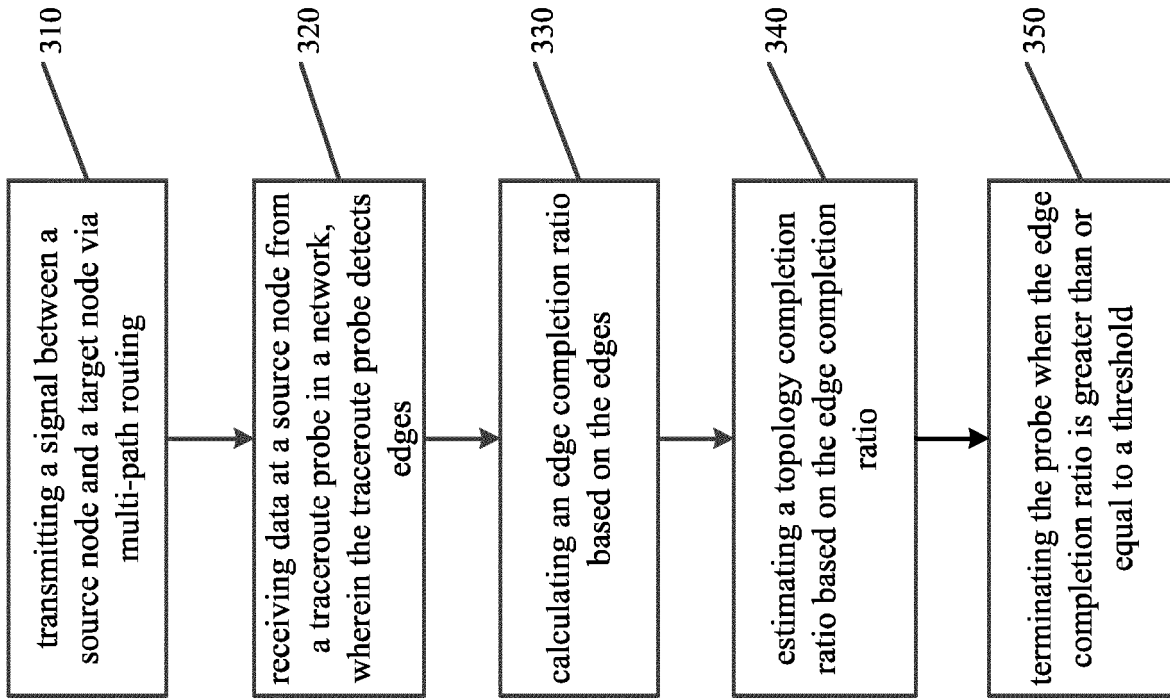 310
transmitting a signal between a
source node and a target node via
multi-path routing
320
receiving data at a source node from
a traceroute probe in a network,
wherein the traceroute probe detects
edges
330
calculating an edge completion ratio
based on the edges
340
estimating a topology completion
ratio based on the edge completion
ratio
350
terminating the probe when the edge
completion ratio is greater than or
equal to a threshold